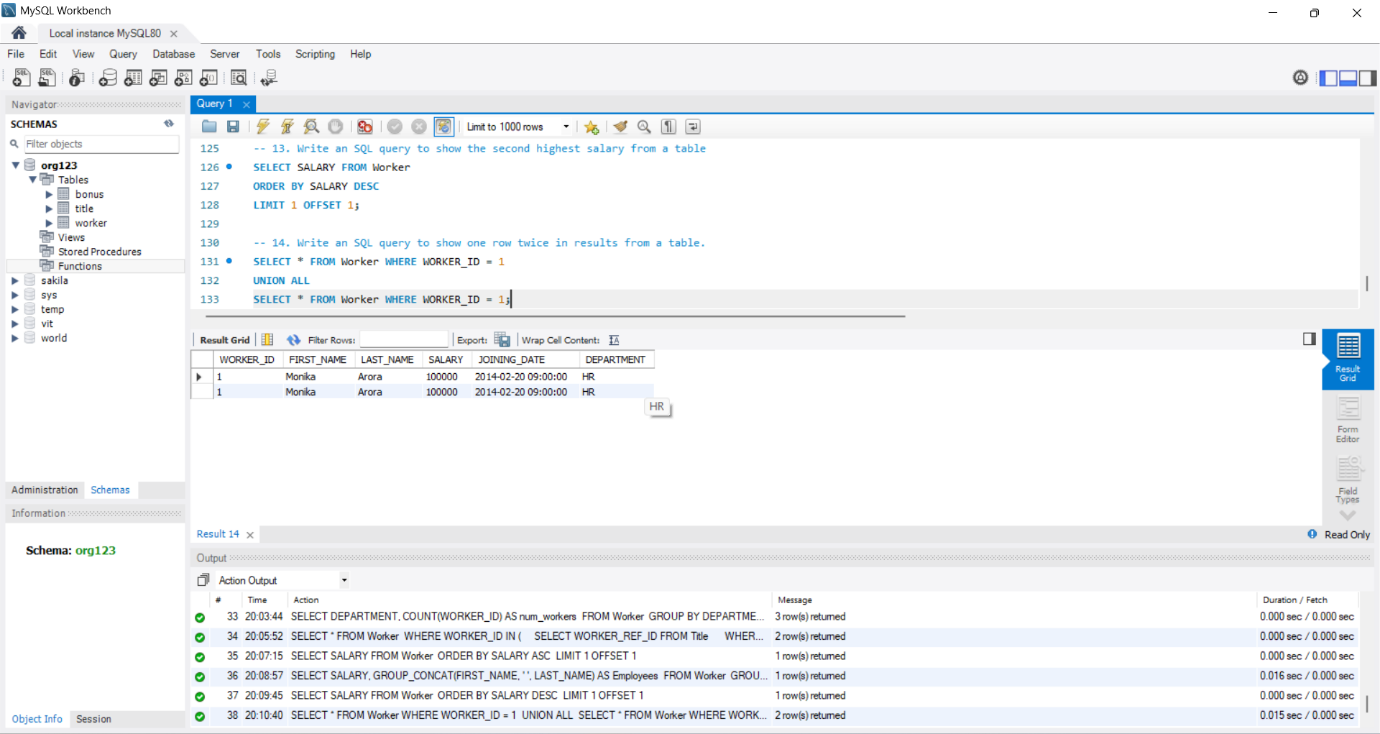 MySQL Workbench
Local instance MySQL80
File Edit View Query Database Server Tools Scripting Help
Navigator
SCHEMAS
Filter objects
org123
Tables
bonus
title
worker
Views
Stored Procedures
Functions
sakila
sys
temp
vit
world
Administration Schemas
Information
Schema: org123
Object Info Session
Query 1
Limit to 1000 rows
125 -- 13. Write an SQL query to show the second highest salary from a table
126 SELECT SALARY FROM Worker
127 ORDER BY SALARY DESC
128 LIMIT 1 OFFSET 1;
129
130 -- 14. Write an SQL query to show one row twice in results from a table.
131 SELECT * FROM Worker WHERE WORKER_ID = 1
132 UNION ALL
133 SELECT * FROM Worker WHERE WORKER_ID = 1;
Result Grid Filter Rows: Export: Wrap Cell Content:
WORKER_ID FIRST_NAME LAST_NAME SALARY JOINING_DATE DEPARTMENT
1 Monika Arora 100000 2014-02-20 09:00:00 HR
1 Monika Arora 100000 2014-02-20 09:00:00 HR
HR
Result
Grid
Form
Editor
Field
Types
Result 14
Read Only
Output
Action Output
# Time Action Message Duration / Fetch
33 20:03:44 SELECT DEPARTMENT, COUNT(WORKER_ID) AS num_workers FROM Worker GROUP BY DEPARTME... 3 row(s) returned 0.000 sec / 0.000 sec
34 20:05:52 SELECT * FROM Worker WHERE WORKER_ID IN ( SELECT WORKER_REF_ID FROM Title WHER... 2 row(s) returned 0.000 sec / 0.000 sec
35 20:07:15 SELECT SALARY FROM Worker ORDER BY SALARY ASC LIMIT 1 OFFSET 1 1 row(s) returned 0.000 sec / 0.000 sec
36 20:08:57 SELECT SALARY, GROUP_CONCAT(FIRST_NAME, ' ', LAST_NAME) AS Employees FROM Worker GROU... 1 row(s) returned 0.016 sec / 0.000 sec
37 20:09:45 SELECT SALARY FROM Worker ORDER BY SALARY DESC LIMIT 1 OFFSET 1 1 row(s) returned 0.000 sec / 0.000 sec
38 20:10:40 SELECT * FROM Worker WHERE WORKER_ID = 1 UNION ALL SELECT * FROM Worker WHERE WORK... 2 row(s) returned 0.015 sec / 0.000 sec